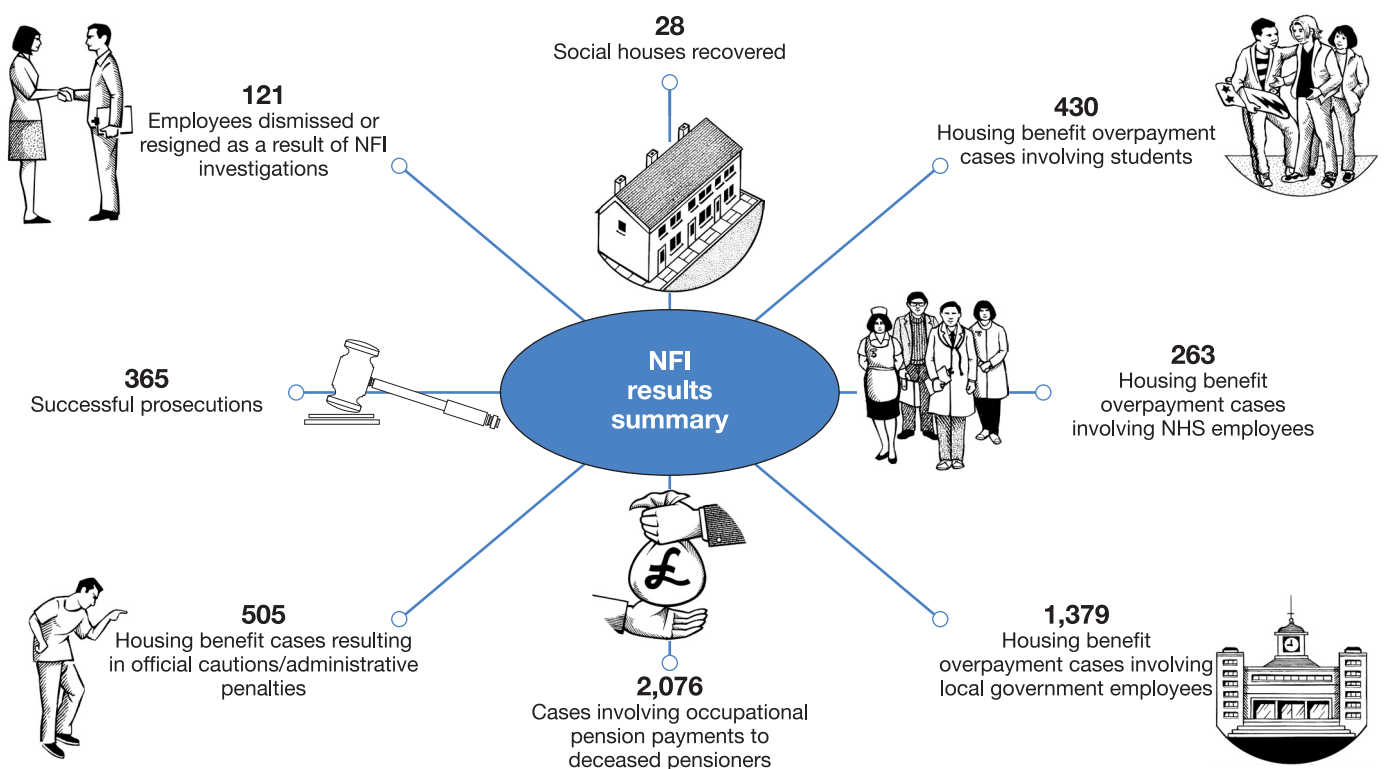 28
Social houses recovered
121
Employees dismissed or
resigned as a result of NFI
investigations
430
Housing benefit overpayment
cases involving students
NFI
results
summary
365
Successful prosecutions
263
Housing benefit
overpayment cases
involving NHS employees
505
Housing benefit cases resulting
in official cautions/administrative
penalties
£
2,076
Cases involving occupational
pension payments to
deceased pensioners
1,379
Housing benefit
overpayment cases involving
local government employees